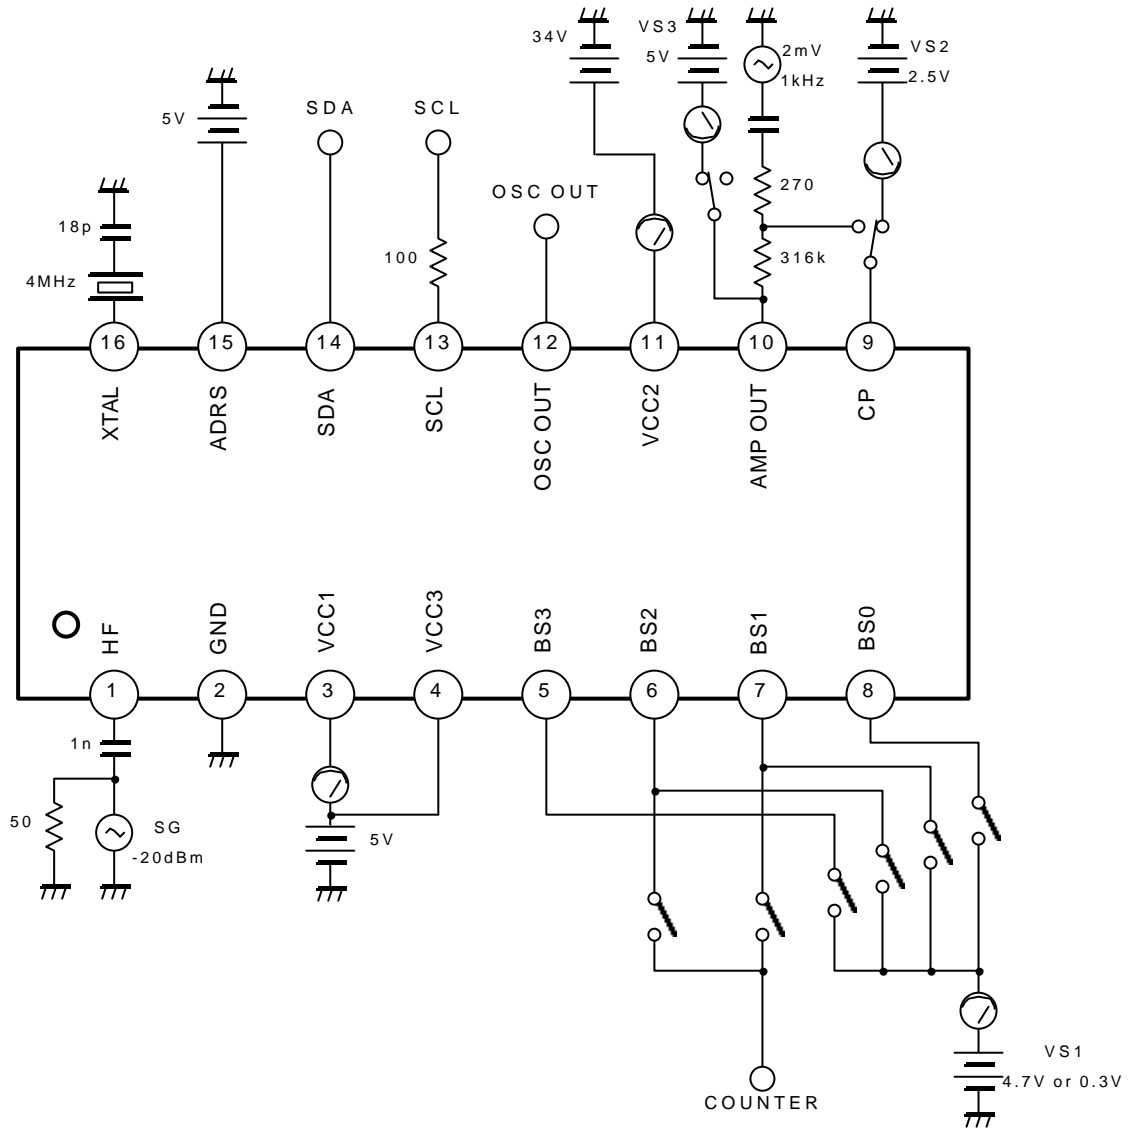 34V
VS3
5V
2mV
1kHz
VS2
2.5V
5V
SDA
SCL
OSC OUT
270
18p
100
316k
4MHz
16
15
14
13
12
11
10
9
XTAL
ADRS
SDA
SCL
OSC OUT
VCC2
AMP OUT
CP
HF
GND
VCC1
VCC3
BS3
BS2
BS1
BS0
1
2
3
4
5
6
7
8
1n
50
SG
-20dBm
5V
VS1
4.7V or 0.3V
COUNTER